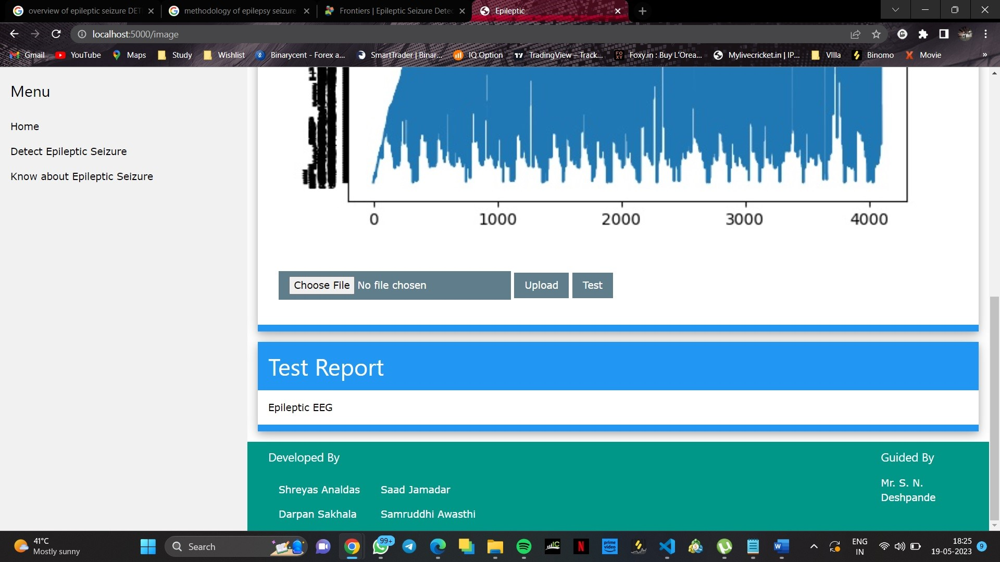 overview of epileptic seizure DET
methodology of epilepsy seizure
Frontiers | Epileptic Seizure Detec
Epileptic
localhost:5000/image
Gmail
YouTube
Maps
Study
Wishlist
Binarycent - Forex a...
SmartTrader | Binar...
IQ Option
TradingView – Track...
Foxy.in : Buy L'Orea...
Mylivecricket.in | IP...
VIlla
Binomo
Movie
»
Menu
Home
Detect Epileptic Seizure
Know about Epileptic Seizure
0 1000 2000 3000 4000
Choose File No file chosen Upload Test
Test Report
Epileptic EEG
Developed By
Shreyas Analdas Saad Jamadar
Darpan Sakhala Samruddhi Awasthi
Guided By
Mr. S. N.
Deshpande
41°C
Mostly sunny
Search
99+
N
prime video
W
ENG
IN
18:25
19-05-2023
9